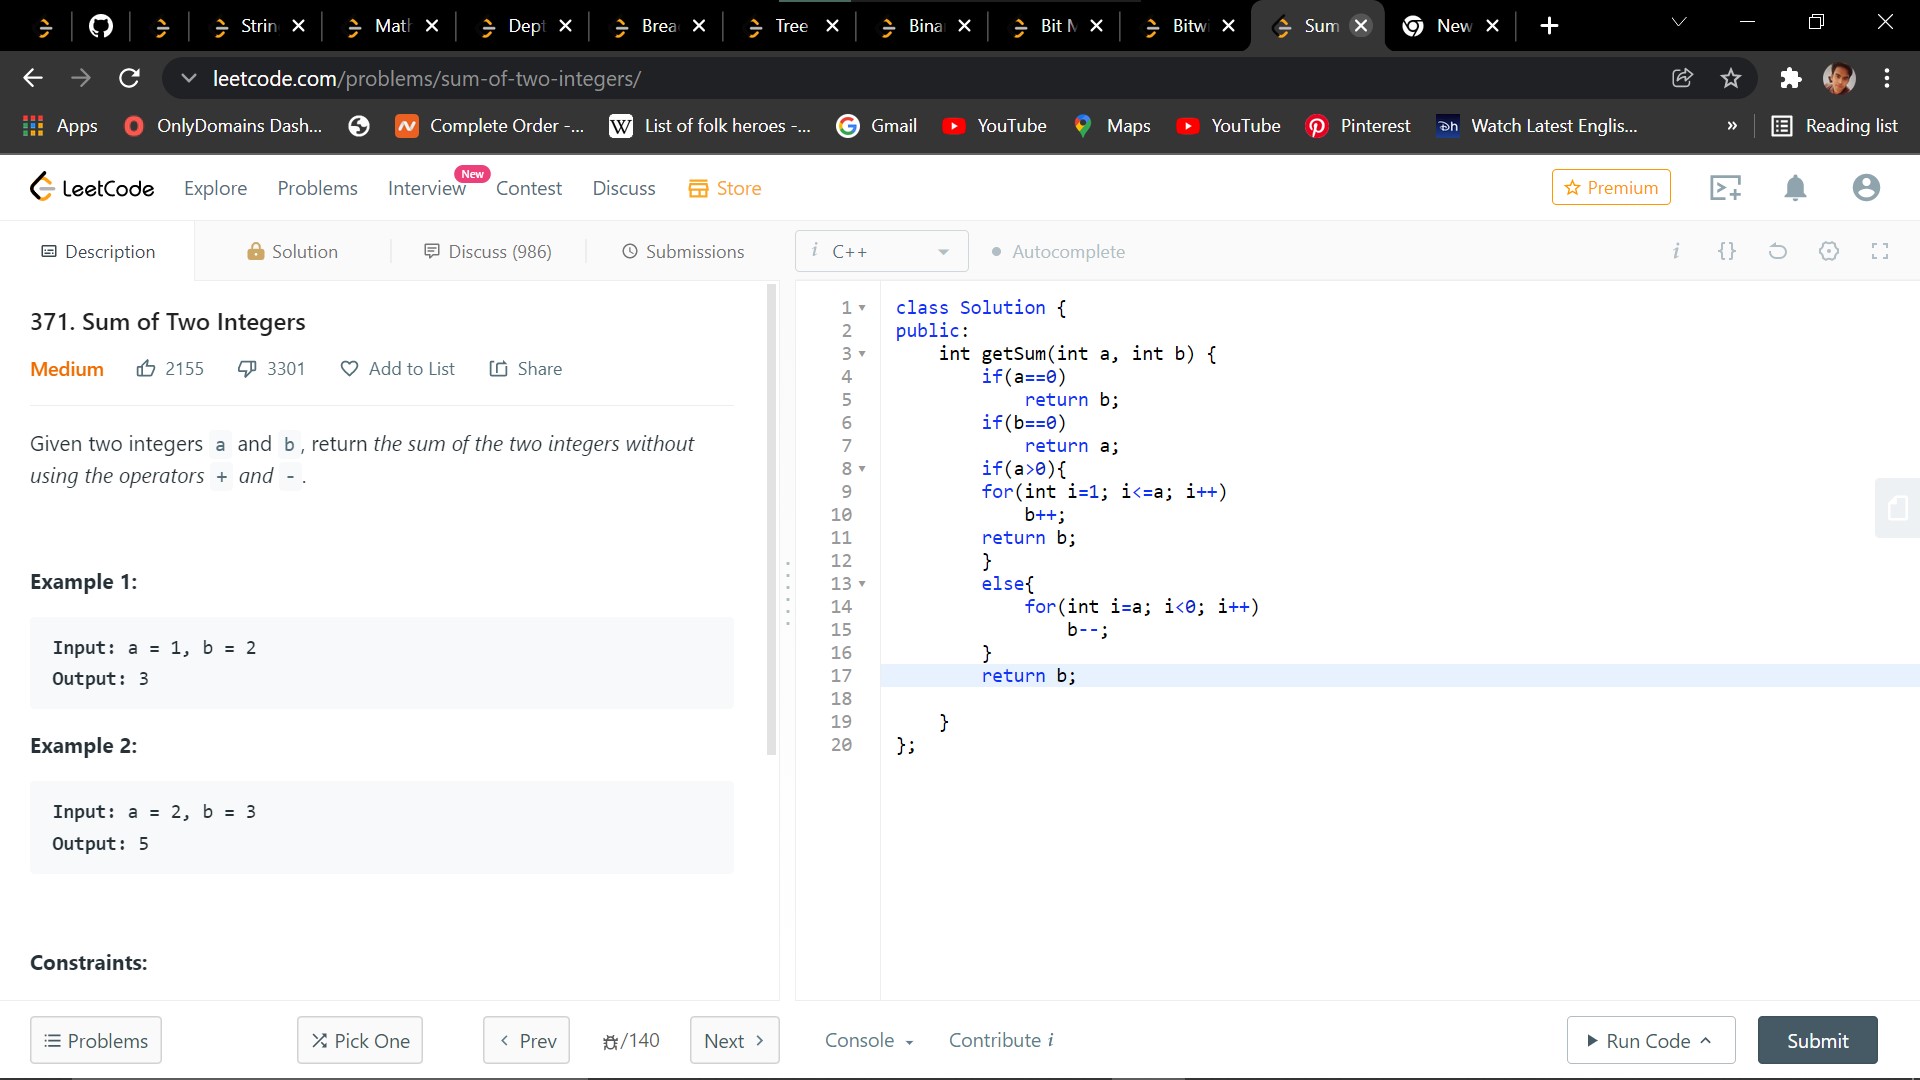 Strin
Math
Dept
Brea
Tree
Bina
Bit M
Bitwi
Sum
New
leetcode.com/problems/sum-of-two-integers/
Apps
OnlyDomains Dash...
Complete Order -...
W List of folk heroes -...
Gmail
YouTube
Maps
YouTube
Pinterest
Dh Watch Latest Englis...
»
Reading list
LeetCode
Explore
Problems
Interview
New
Contest
Discuss
Store
Premium
Description
Solution
Discuss (986)
Submissions
i C++
Autocomplete
i {}
371. Sum of Two Integers
Medium 2155 3301 Add to List Share
Given two integers a and b, return the sum of the two integers without
using the operators + and -.
Example 1:
Input: a = 1, b = 2
Output: 3
Example 2:
Input: a = 2, b = 3
Output: 5
Constraints:
1 class Solution {
2 public:
3     int getSum(int a, int b) {
4         if(a==0)
5             return b;
6         if(b==0)
7             return a;
8         if(a>0){
9         for(int i=1; i<=a; i++)
10             b++;
11         return b;
12         }
13         else{
14             for(int i=a; i<0; i++)
15                 b--;
16         }
17         return b;
18
19     }
20 };
Problems
Pick One
Prev
/140
Next
Console
Contribute i
Run Code
Submit